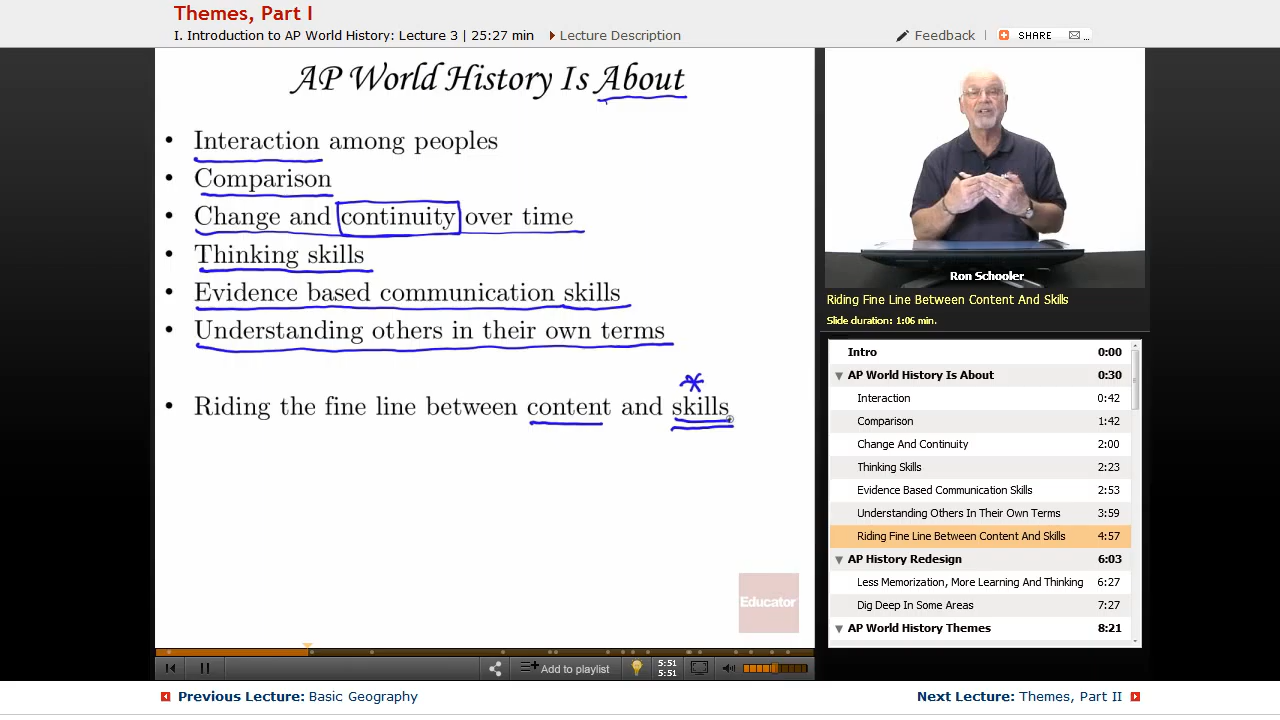 Themes, Part I
I. Introduction to AP World History: Lecture 3 | 25:27 min
Lecture Description
Feedback
SHARE
...
AP World History Is About
• Interaction among peoples
• Comparison
• Change and continuity over time
• Thinking skills
• Evidence based communication skills
• Understanding others in their own terms
*
• Riding the fine line between content and skills
Educator
Ron Schooler
Riding Fine Line Between Content And Skills
Slide duration: 1:06 min.
Intro 0:00
AP World History Is About 0:30
Interaction 0:42
Comparison 1:42
Change And Continuity 2:00
Thinking Skills 2:23
Evidence Based Communication Skills 2:53
Understanding Others In Their Own Terms 3:59
Riding Fine Line Between Content And Skills 4:57
AP History Redesign 6:03
Less Memorization, More Learning And Thinking 6:27
Dig Deep In Some Areas 7:27
AP World History Themes 8:21
Add to playlist
5:51
5:51
Previous Lecture: Basic Geography
Next Lecture: Themes, Part II